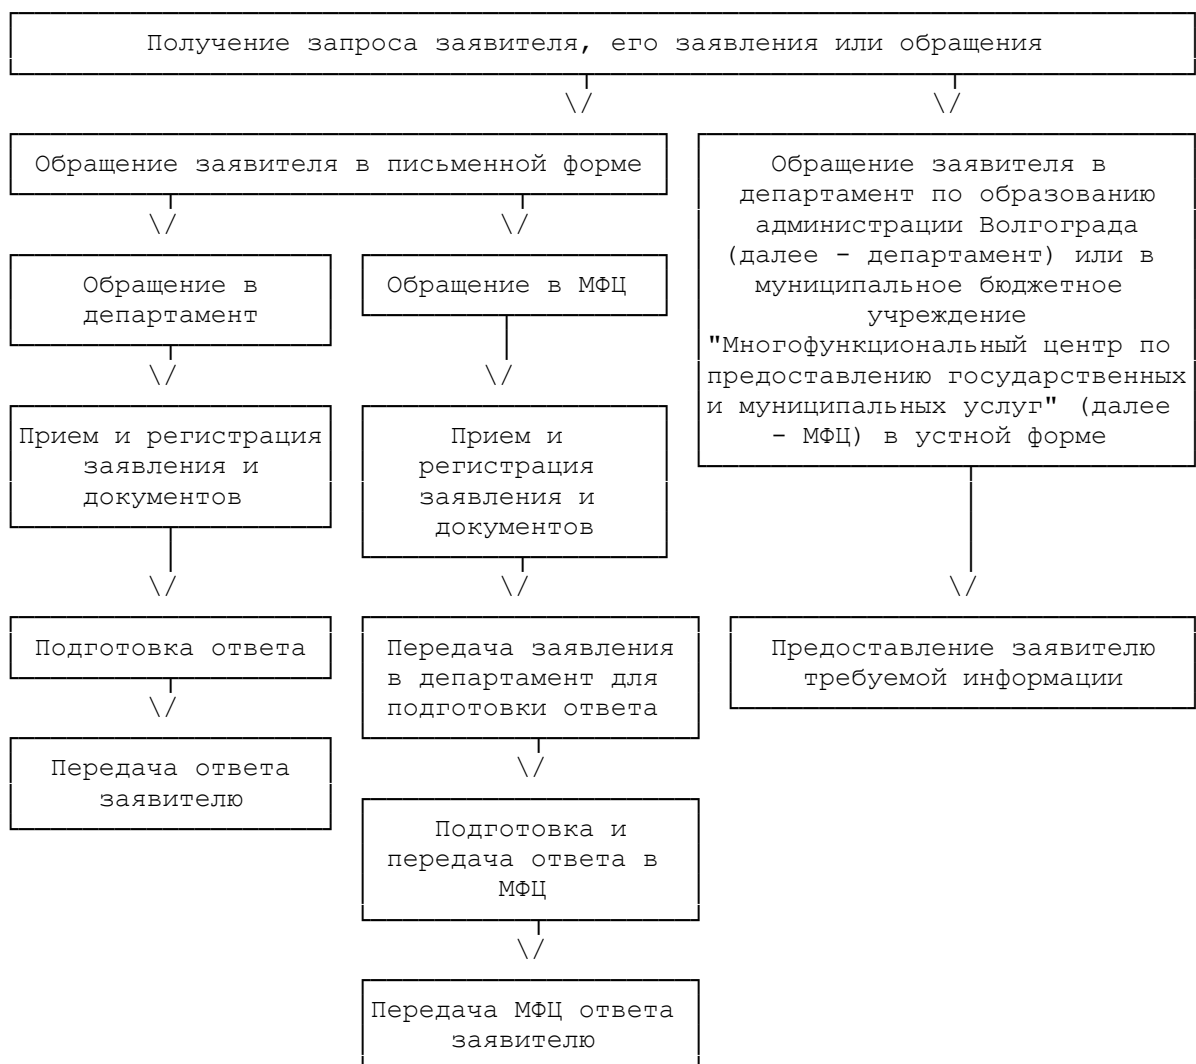 Получение запроса заявителя, его заявления или обращения
Обращение заявителя в письменной форме
Обращение заявителя в
департамент по образованию
администрации Волгограда
(далее - департамент) или в
муниципальное бюджетное
учреждение
"Многофункциональный центр по
предоставлению государственных
и муниципальных услуг" (далее
- МФЦ) в устной форме
Обращение в
департамент
Обращение в МФЦ
Прием и регистрация
заявления и
документов
Прием и
регистрация
заявления и
документов
Подготовка ответа
Передача заявления
в департамент для
подготовки ответа
Предоставление заявителю
требуемой информации
Передача ответа
заявителю
Подготовка и
передача ответа в
МФЦ
Передача МФЦ ответа
заявителю